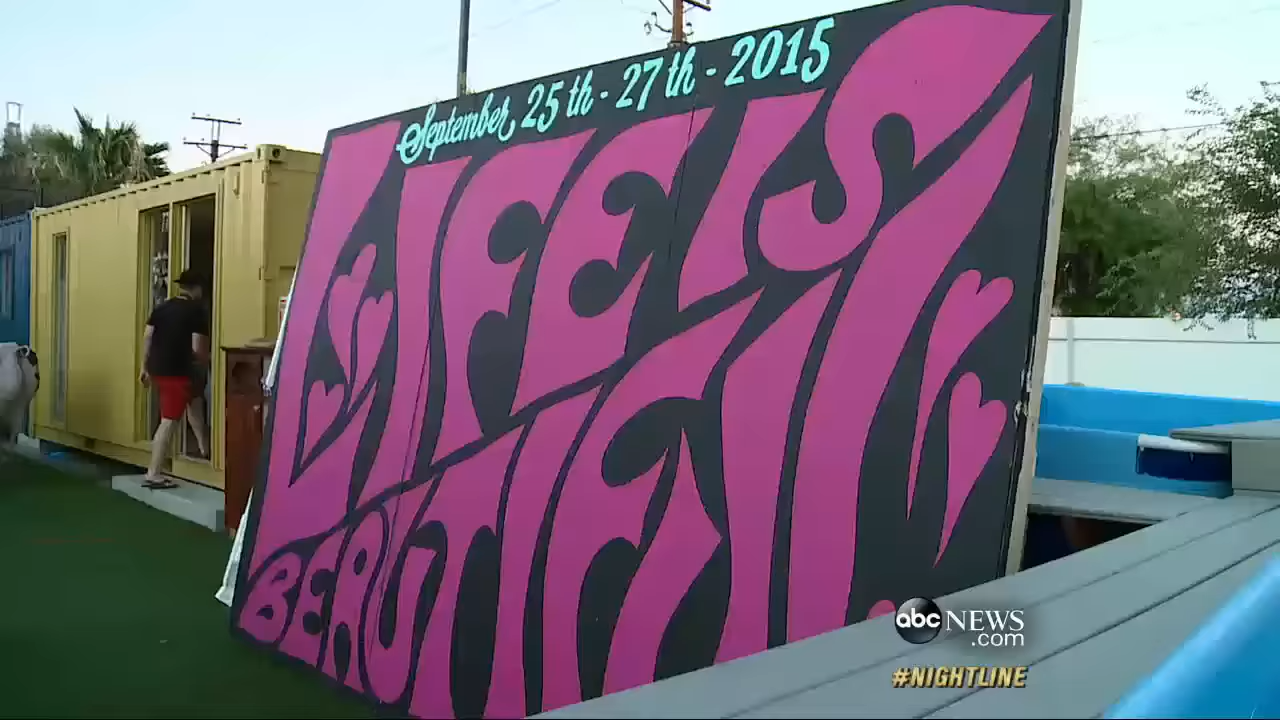 September 25th - 27th - 2015
LIFE IS
BEAUTIFUL
abc NEWS
.com
#NIGHTLINE